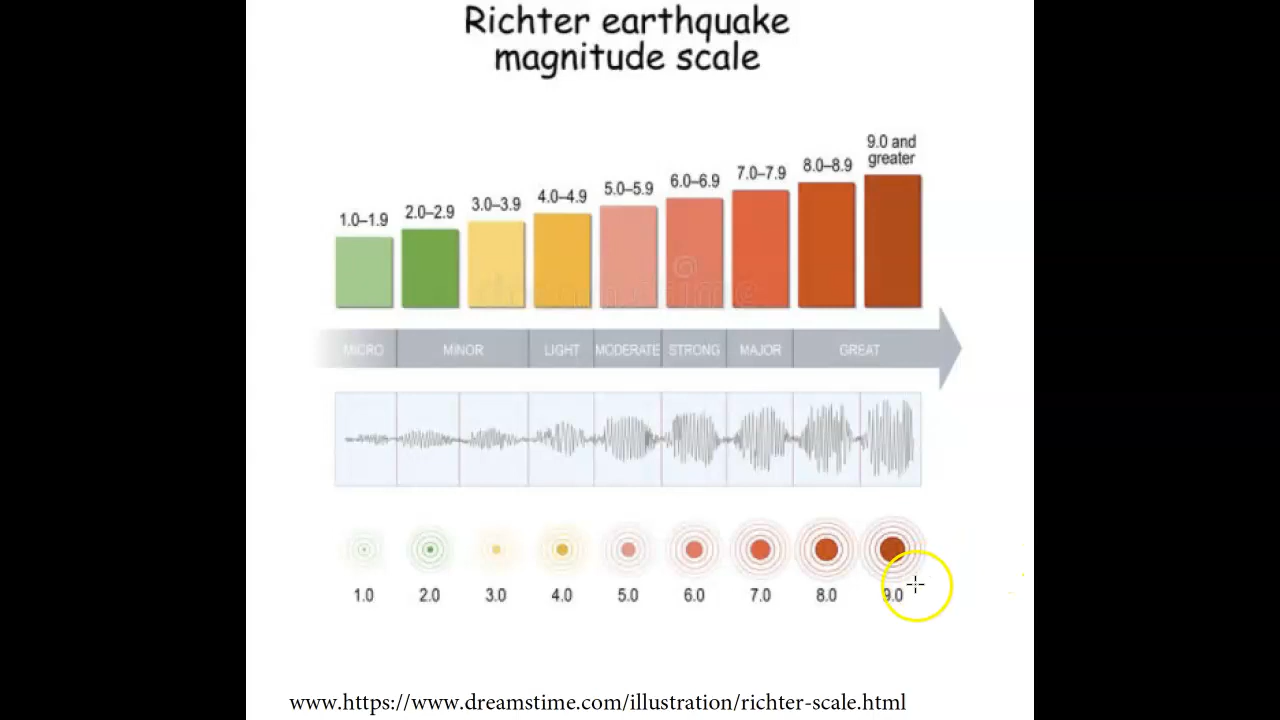 Richter earthquake
magnitude scale
9.0 and
greater
8.0–8.9
7.0–7.9
6.0–6.9
5.0–5.9
4.0–4.9
3.0–3.9
2.0–2.9
1.0–1.9
dreamstime
MICRO MINOR LIGHT MODERATE STRONG MAJOR GREAT
1.0 2.0 3.0 4.0 5.0 6.0 7.0 8.0 9.0
www.https://www.dreamstime.com/illustration/richter-scale.html